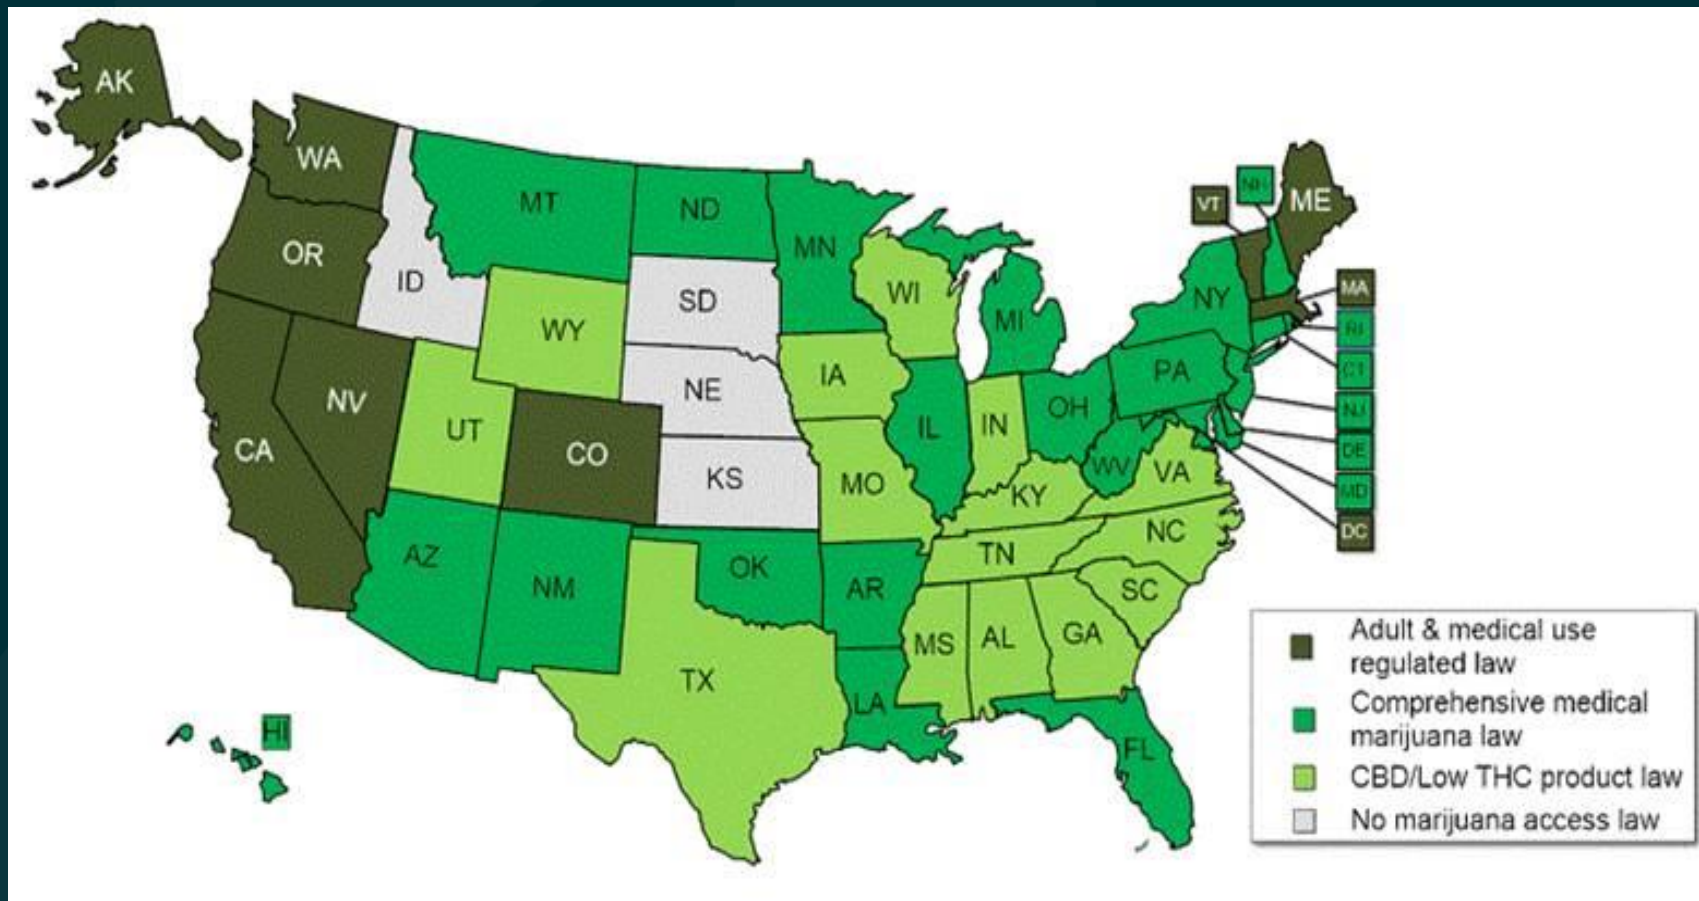 AK
WA
MT
ND
MN
VT
NH
ME
OR
ID
SD
WI
MI
NY
MA
RI
WY
CT
NV
UT
NE
IA
PA
NJ
CA
CO
KS
IL
IN
OH
DE
MO
KY
WV
VA
MD
DC
AZ
NM
OK
AR
TN
NC
SC
TX
LA
MS
AL
GA
HI
FL
Adult & medical use
regulated law
Comprehensive medical
marijuana law
CBD/Low THC product law
No marijuana access law